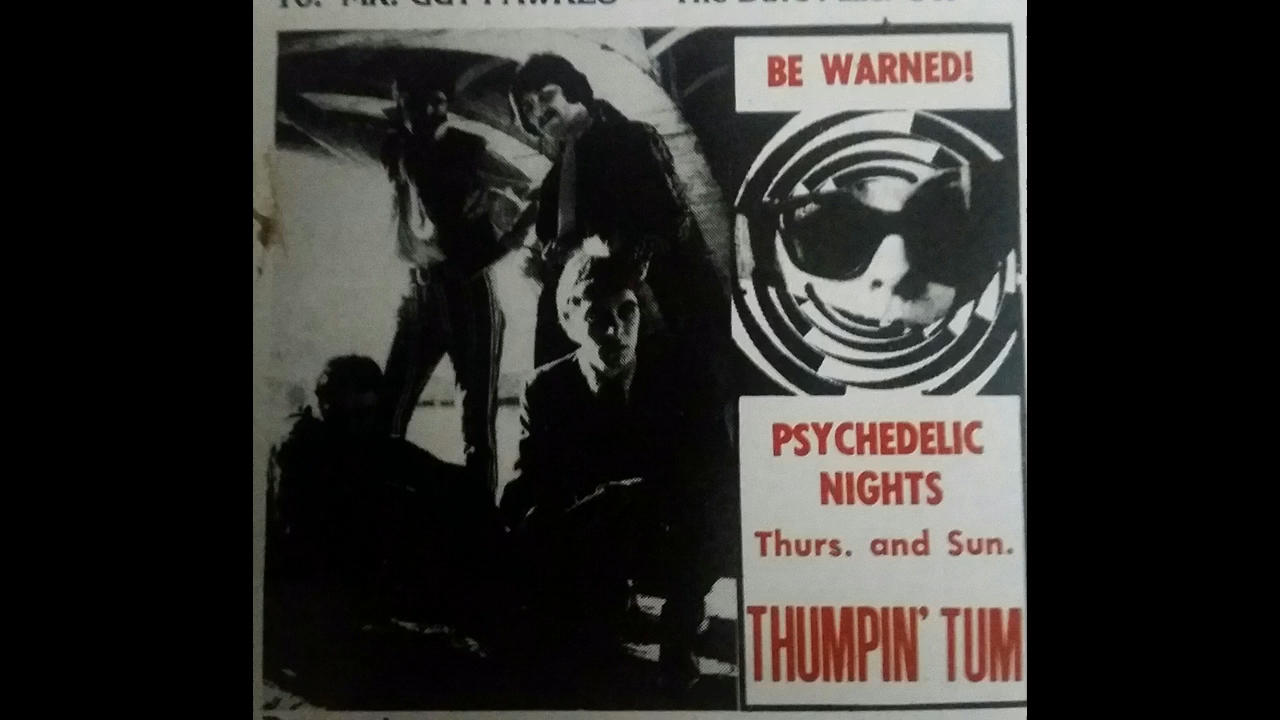 BE WARNED!
PSYCHEDELIC
NIGHTS
Thurs. and Sun.
THUMPIN' TUM